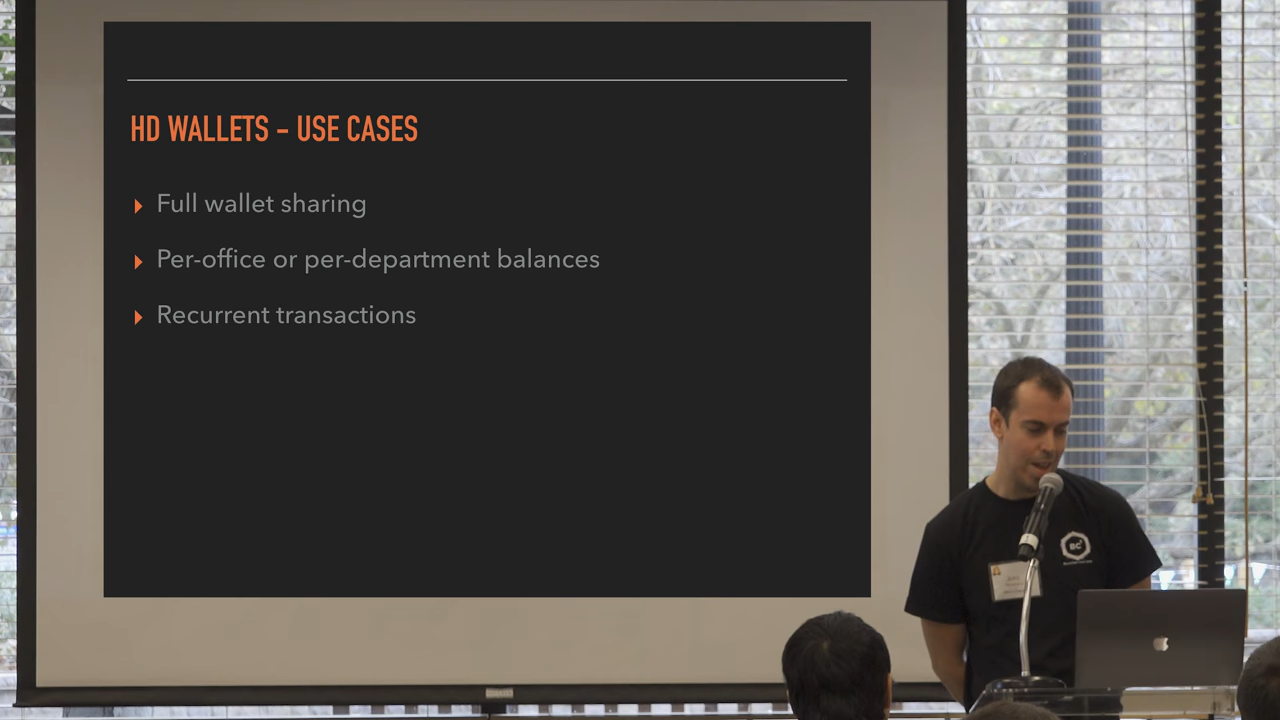 HD WALLETS – USE CASES
Full wallet sharing
Per-office or per-department balances
Recurrent transactions